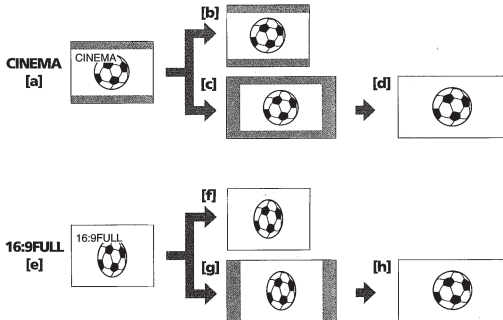 [b]
CINEMA
CINEMA
[a]
[c]
[d]
[f]
16:9FULL
16:9FULL
[e]
[g]
[h]